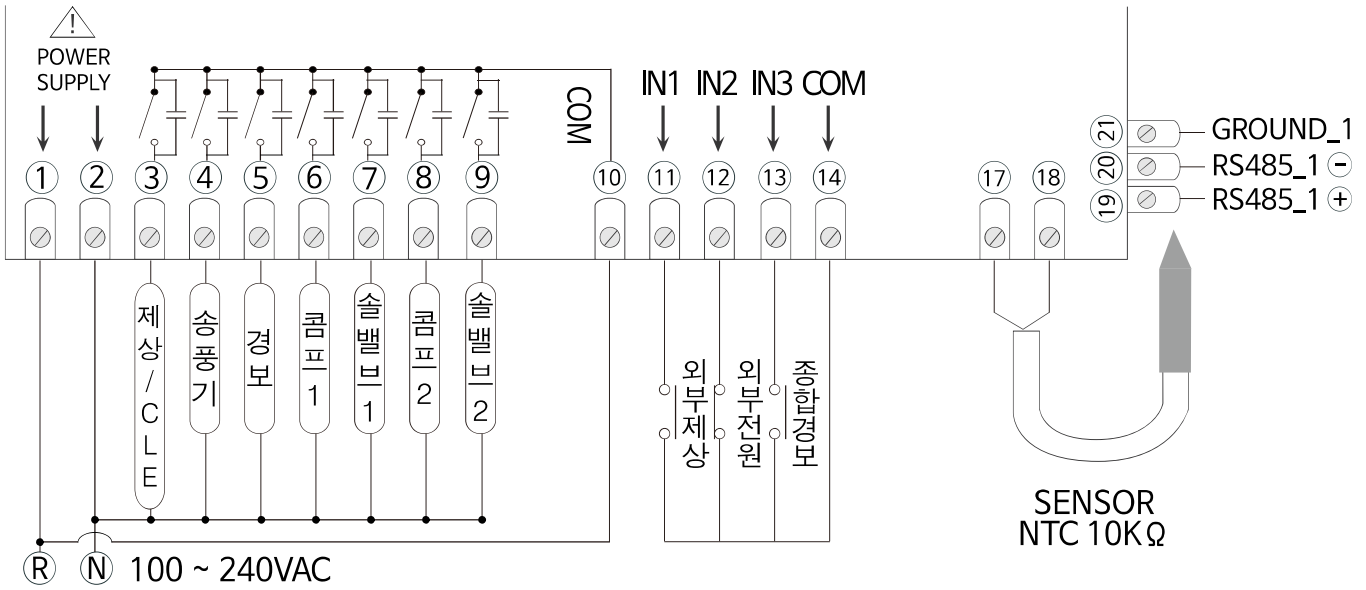 !
POWER
SUPPLY
COM
IN1 IN2 IN3 COM
1 2 3 4 5 6 7 8 9 10 11 12 13 14 17 18
21 GROUND_1
20 RS485_1 -
19 RS485_1 +
제상/CLE
송풍기
경보
콤프1
솔밸브1
콤프2
솔밸브2
외부제상
외부전원
종합경보
SENSOR
NTC 10KΩ
R N 100 ~ 240VAC